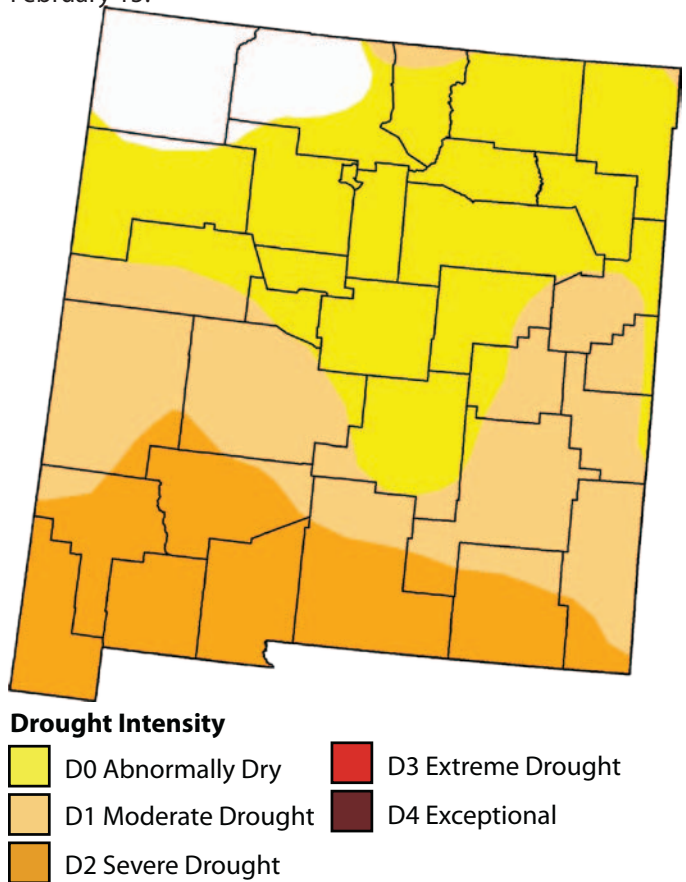 Drought Intensity
D0 Abnormally Dry
D1 Moderate Drought
D2 Severe Drought
D3 Extreme Drought
D4 Exceptional